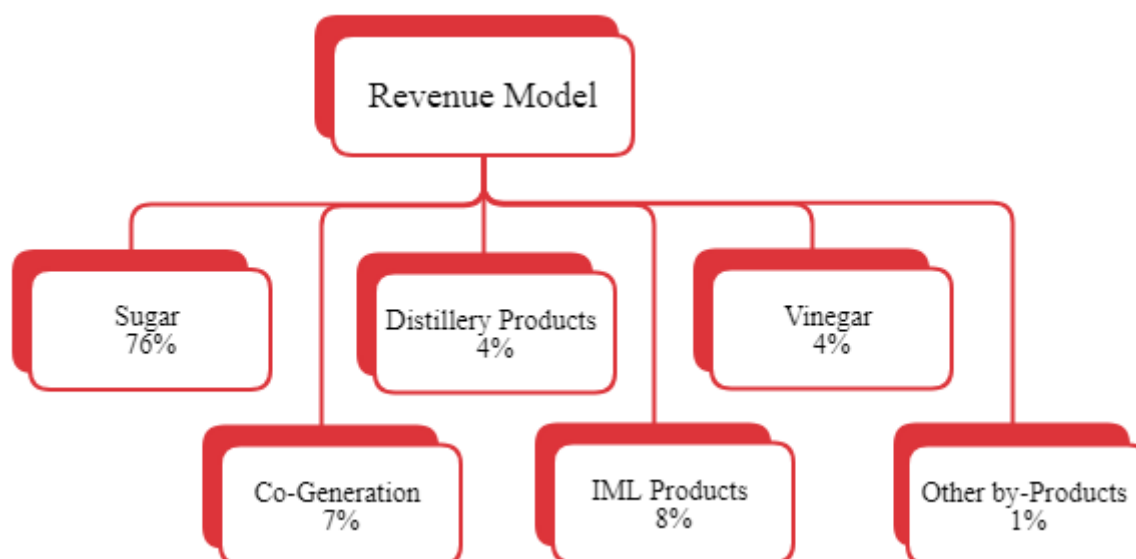 Revenue Model
Sugar
76%
Distillery Products
4%
Vinegar
4%
Co-Generation
7%
IML Products
8%
Other by-Products
1%